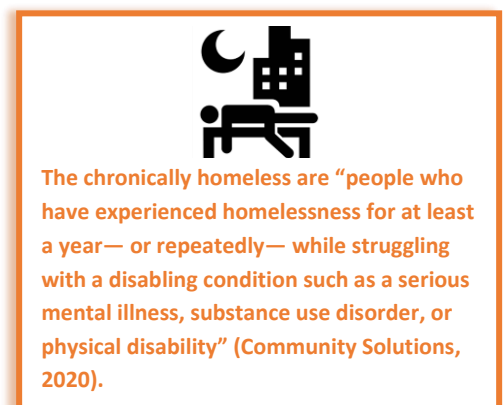 The chronically homeless are “people who
have experienced homelessness for at least
a year— or repeatedly— while struggling
with a disabling condition such as a serious
mental illness, substance use disorder, or
physical disability” (Community Solutions,
2020).